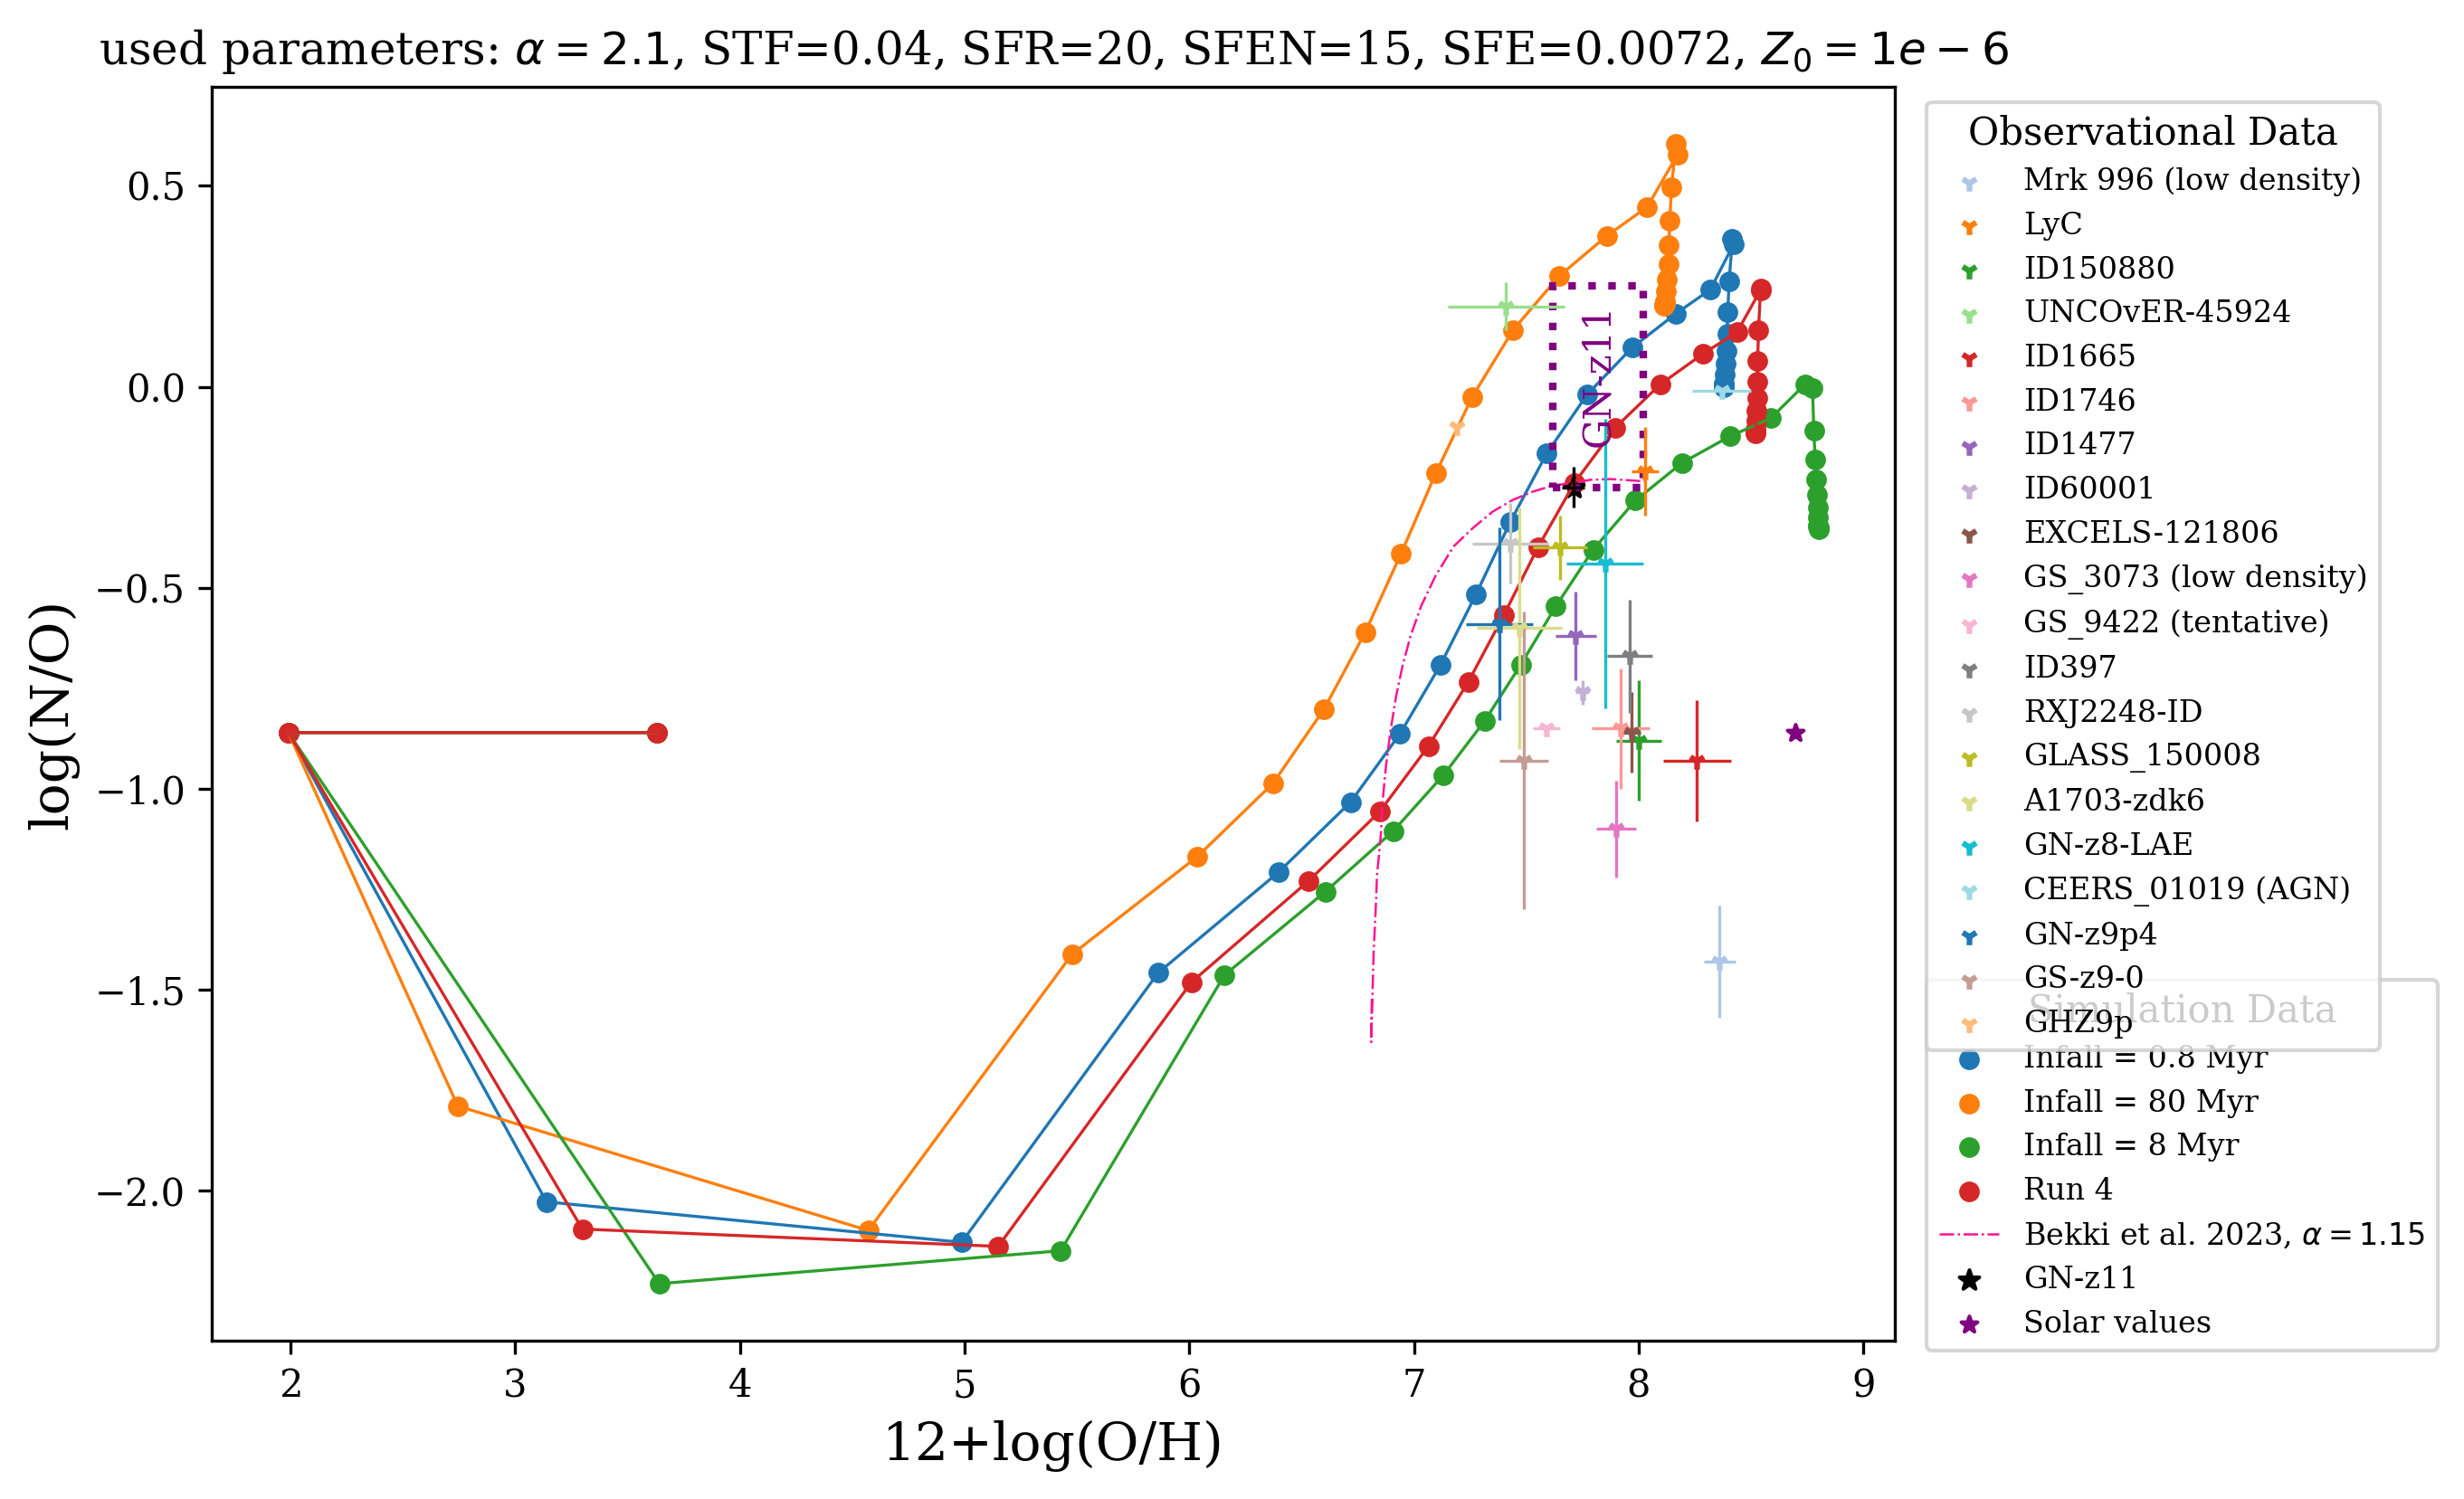 used parameters: α = 2.1, STF=0.04, SFR=20, SFEN=15, SFE=0.0072, Z₀ = 1e − 6
0.5
0.0
−0.5
−1.0
−1.5
−2.0
log(N/O)
2 3 4 5 6 7 8 9
12+log(O/H)
GN-z11
Observational Data
Mrk 996 (low density)
LyC
ID150880
UNCOvER-45924
ID1665
ID1746
ID1477
ID60001
EXCELS-121806
GS_3073 (low density)
GS_9422 (tentative)
ID397
RXJ2248-ID
GLASS_150008
A1703-zdk6
GN-z8-LAE
CEERS_01019 (AGN)
GN-z9p4
GS-z9-0
GHZ9p
Simulation Data
Infall = 0.8 Myr
Infall = 80 Myr
Infall = 8 Myr
Run 4
Bekki et al. 2023, α = 1.15
GN-z11
Solar values